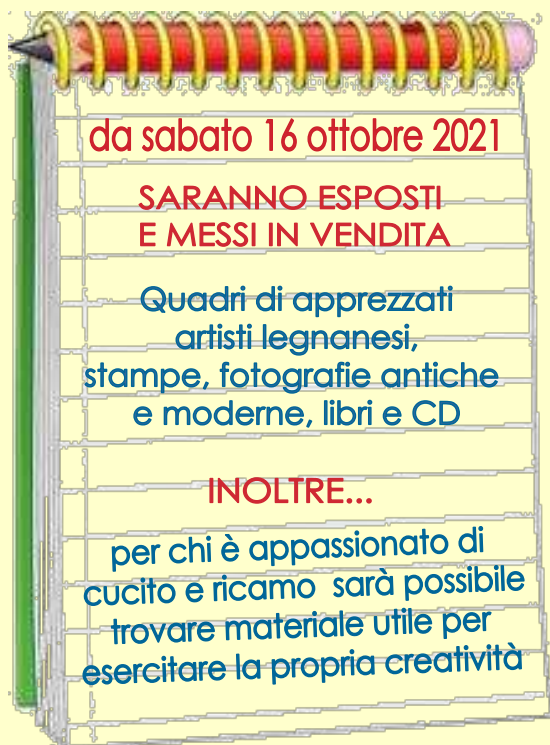 da sabato 16 ottobre 2021
SARANNO ESPOSTI
E MESSI IN VENDITA
Quadri di apprezzati
artisti legnanesi,
stampe, fotografie antiche
e moderne, libri e CD
INOLTRE...
per chi è appassionato di
cucito e ricamo sarà possibile
trovare materiale utile per
esercitare la propria creatività